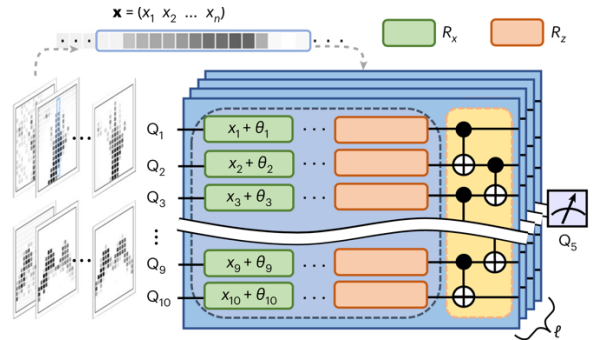 x = (x1 x2 ... xn)
Rx
Rz
...
...
Q1
x1 + θ1
...
Q2
x2 + θ2
...
Q3
x3 + θ3
...
...
Q5
Q9
x9 + θ9
...
Q10
x10 + θ10
...
ℓ